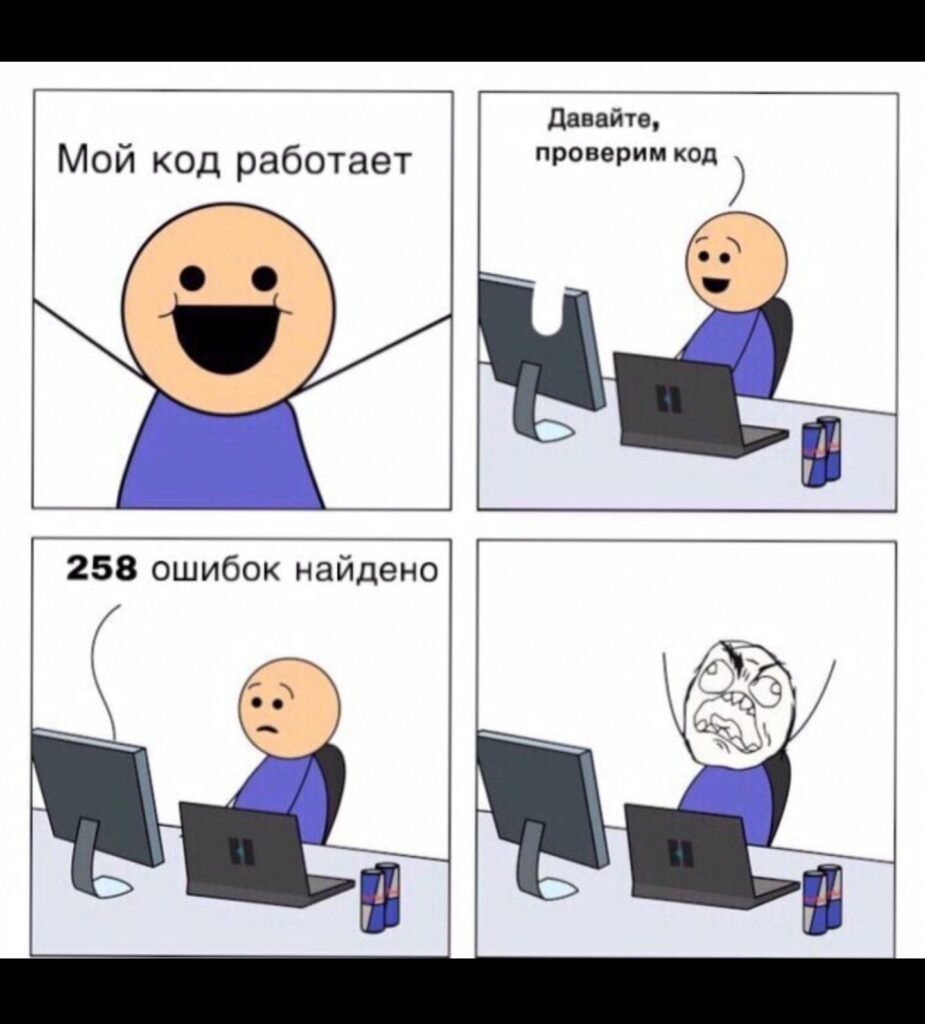 Мой код работает
Давайте,
проверим код
258 ошибок найдено